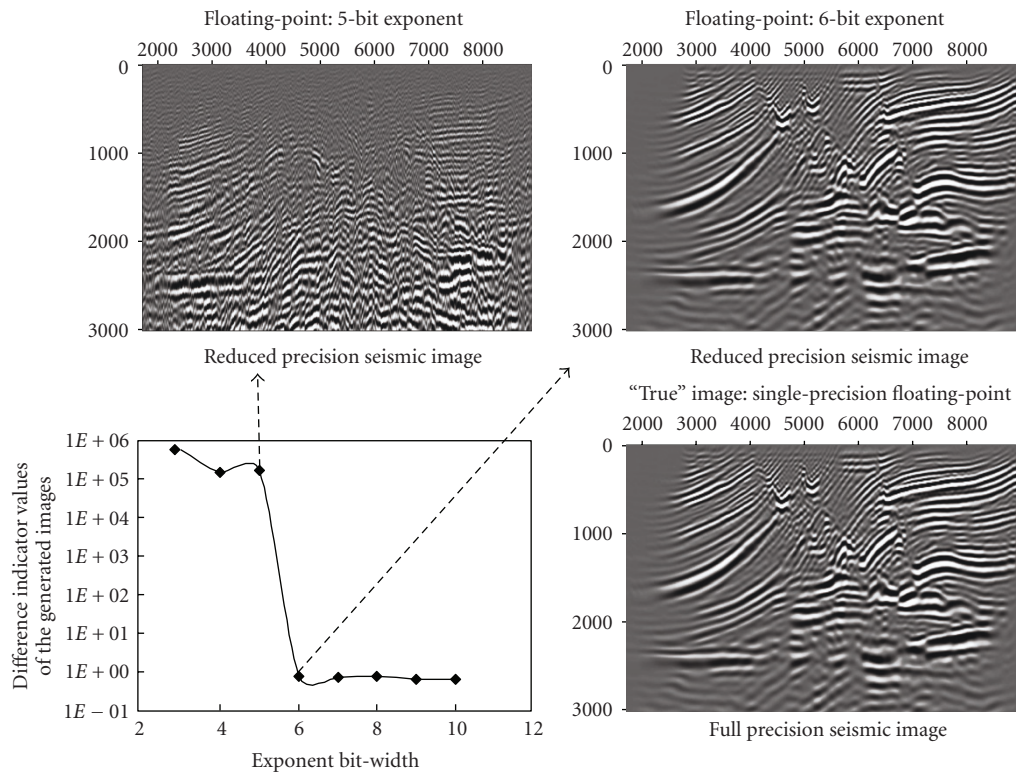 Floating-point: 5-bit exponent
2000 3000 4000 5000 6000 7000 8000
0
1000
2000
3000
Reduced precision seismic image
Floating-point: 6-bit exponent
2000 3000 4000 5000 6000 7000 8000
0
1000
2000
3000
Reduced precision seismic image
Difference indicator values
of the generated images
1E + 06
1E + 05
1E + 04
1E + 03
1E + 02
1E + 01
1E + 00
1E − 01
2 4 6 8 10 12
Exponent bit-width
“True” image: single-precision floating-point
2000 3000 4000 5000 6000 7000 8000
0
1000
2000
3000
Full precision seismic image